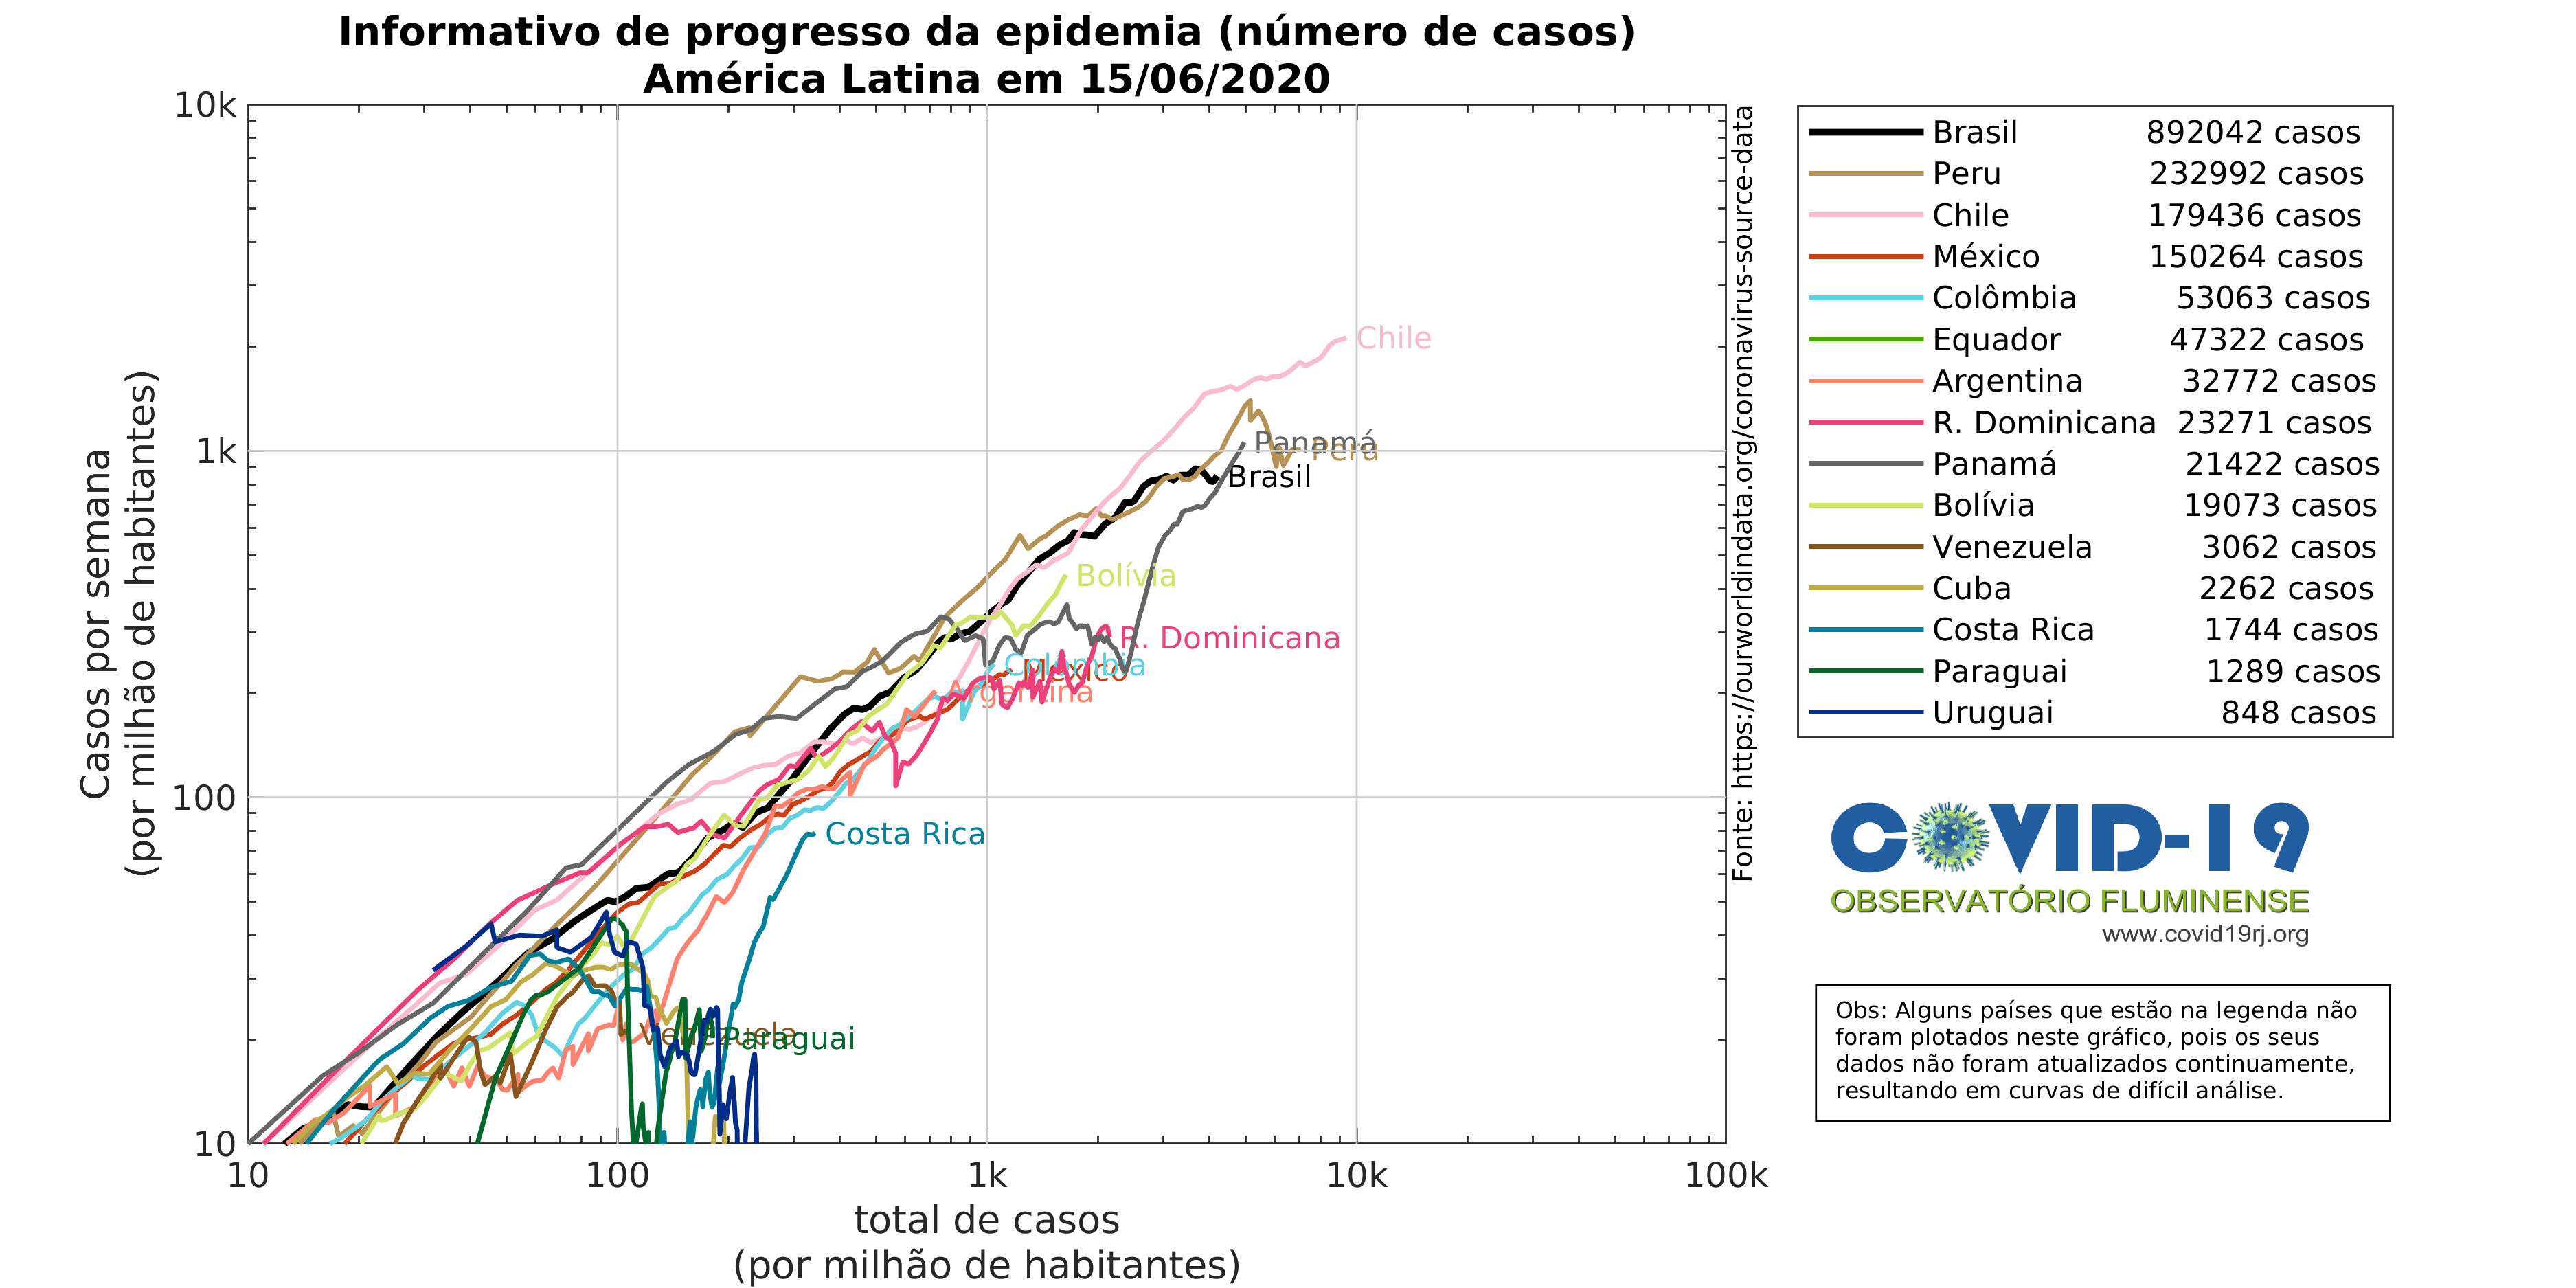 Informativo de progresso da epidemia (número de casos)
América Latina em 15/06/2020
10k
1k
100
10
10
100
1k
10k
100k
Casos por semana
(por milhão de habitantes)
total de casos
(por milhão de habitantes)
Chile
Panamá
Peru
Brasil
Bolívia
R. Dominicana
Colômbia
México
Argentina
Costa Rica
Venezuela
Paraguai
Fonte: https://ourworldindata.org/coronavirus-source-data
Brasil 892042 casos
Peru 232992 casos
Chile 179436 casos
México 150264 casos
Colômbia 53063 casos
Equador 47322 casos
Argentina 32772 casos
R. Dominicana 23271 casos
Panamá 21422 casos
Bolívia 19073 casos
Venezuela 3062 casos
Cuba 2262 casos
Costa Rica 1744 casos
Paraguai 1289 casos
Uruguai 848 casos
COVID-19
OBSERVATÓRIO FLUMINENSE
www.covid19rj.org
Obs: Alguns países que estão na legenda não
foram plotados neste gráfico, pois os seus
dados não foram atualizados continuamente,
resultando em curvas de difícil análise.